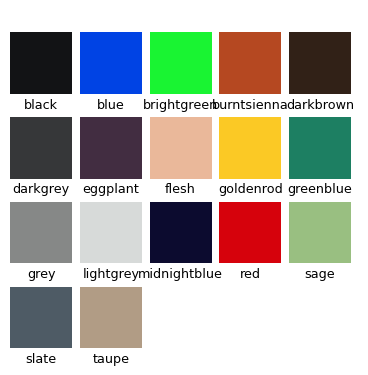 black blue brightgreen burntsienna darkbrown
darkgrey eggplant flesh goldenrod greenblue
grey lightgrey midnightblue red sage
slate taupe